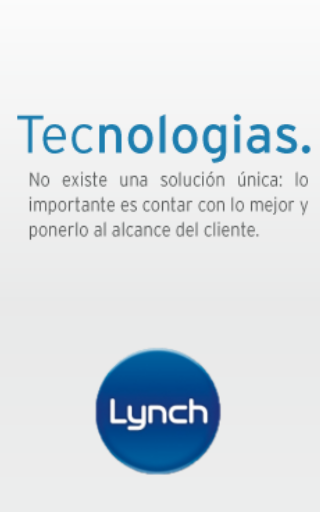 Tecnologias.
No existe una solución única: lo
importante es contar con lo mejor y
ponerlo al alcance del cliente.
Lynch